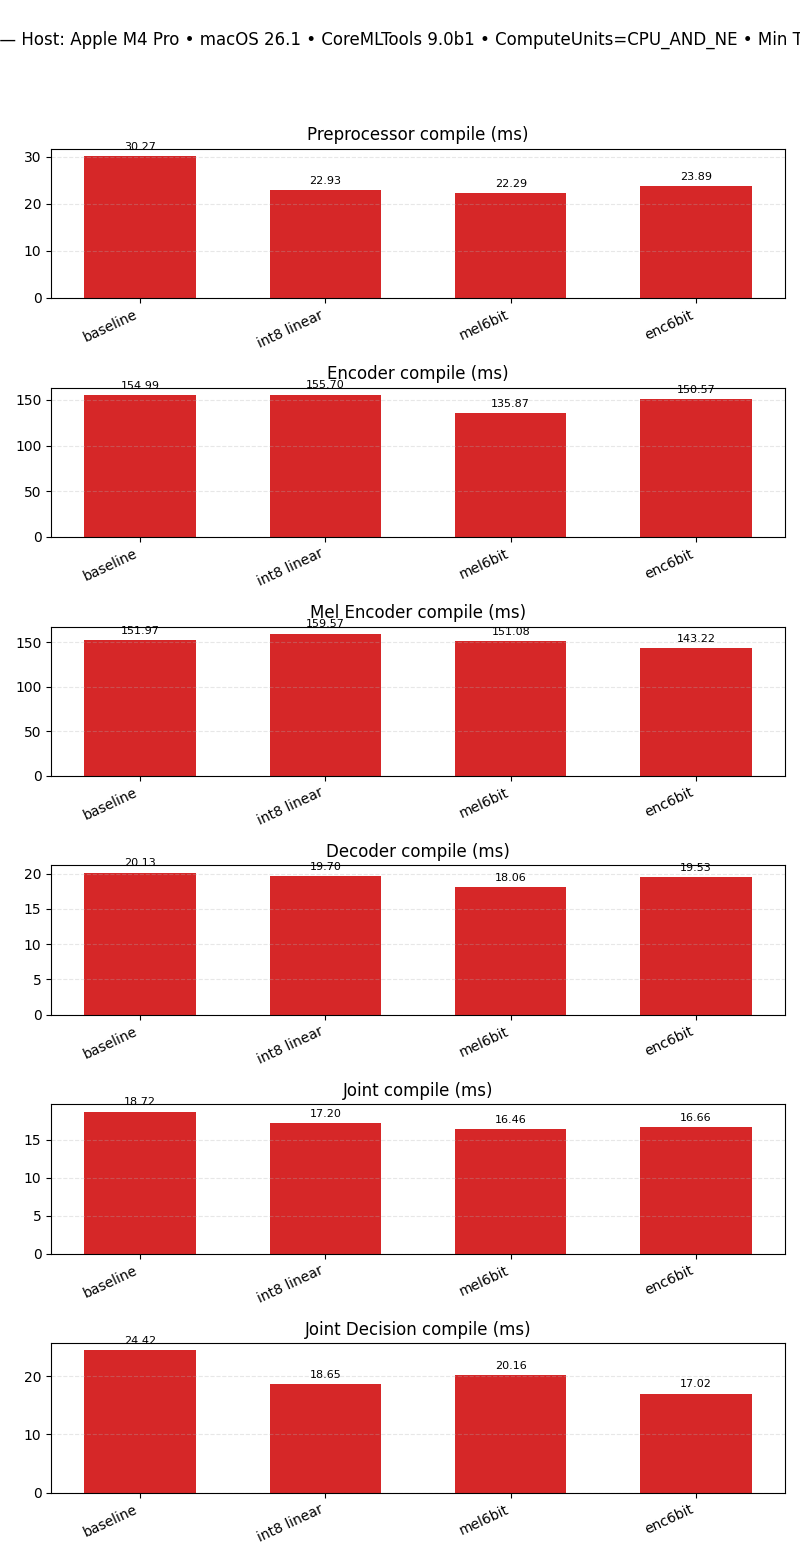 — Host: Apple M4 Pro • macOS 26.1 • CoreMLTools 9.0b1 • ComputeUnits=CPU_AND_NE • Min T
Preprocessor compile (ms)
30.27
22.93
22.29
23.89
30
20
10
0
baseline
int8 linear
mel6bit
enc6bit
Encoder compile (ms)
154.99
155.70
135.87
150.57
150
100
50
0
baseline
int8 linear
mel6bit
enc6bit
Mel Encoder compile (ms)
151.97
159.57
151.08
143.22
150
100
50
0
baseline
int8 linear
mel6bit
enc6bit
Decoder compile (ms)
20.13
19.70
18.06
19.53
20
15
10
5
0
baseline
int8 linear
mel6bit
enc6bit
Joint compile (ms)
18.72
17.20
16.46
16.66
15
10
5
0
baseline
int8 linear
mel6bit
enc6bit
Joint Decision compile (ms)
24.42
18.65
20.16
17.02
20
10
0
baseline
int8 linear
mel6bit
enc6bit